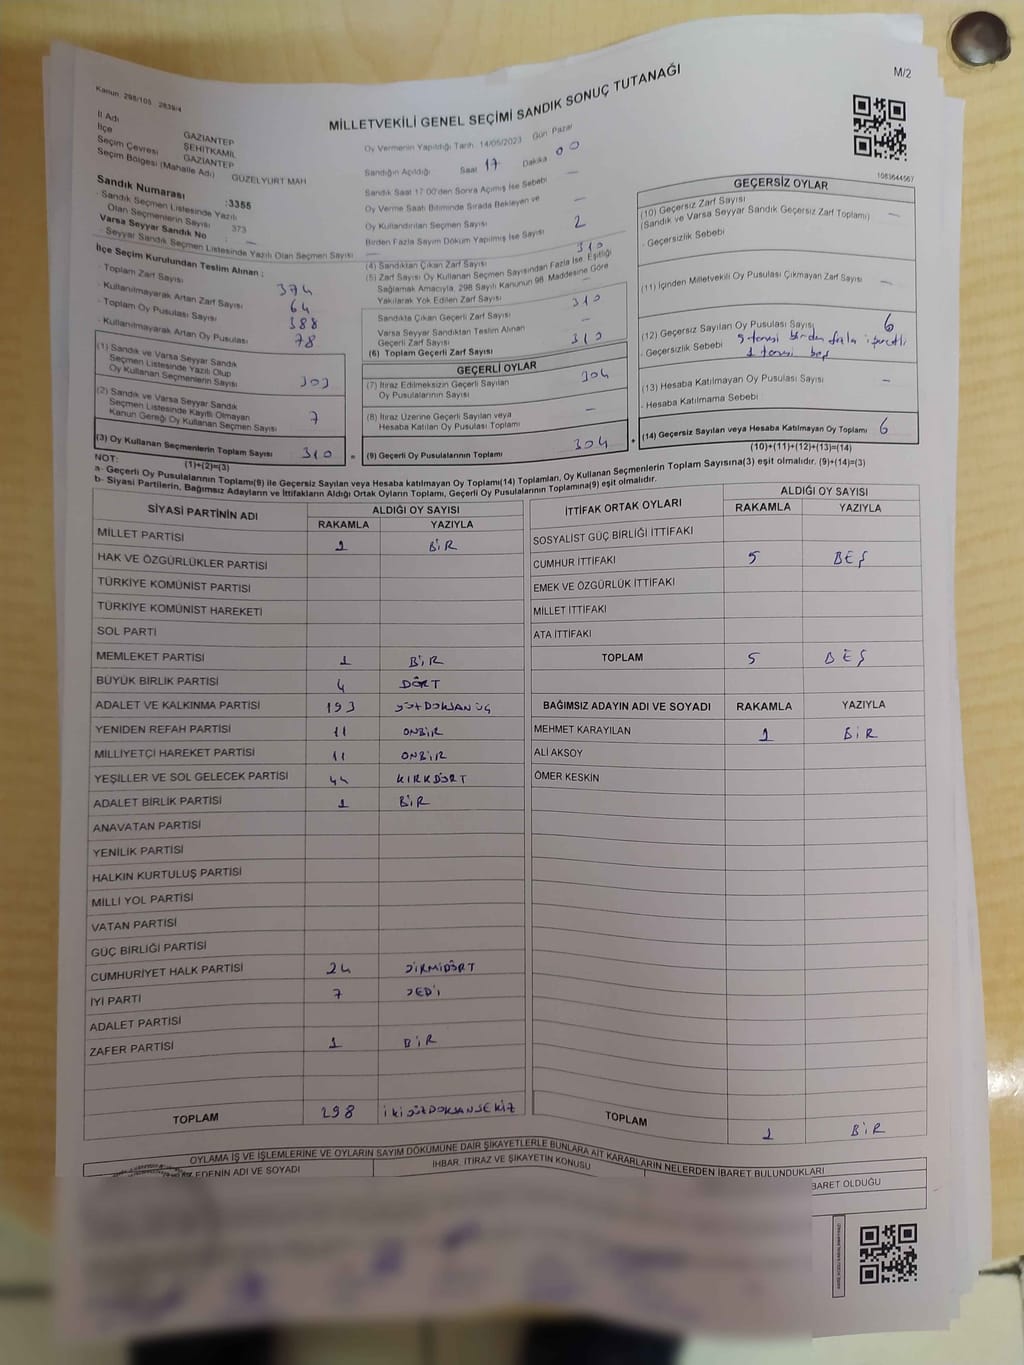 Kanun: 298/105 - 2839/4
M/2
MİLLETVEKİLİ GENEL SEÇİMİ SANDIK SONUÇ TUTANAĞI
İl Adı GAZİANTEP
İlçe ŞEHİTKAMİL
Seçim Çevresi GAZİANTEP
Seçim Bölgesi (Mahalle Adı) GÜZELYURT MAH
Sandık Numarası :3355
- Sandık Seçmen Listesinde Yazılı
Olan Seçmenlerin Sayısı 373
Varsa Seyyar Sandık No : —
- Seyyar Sandık Seçmen Listesinde Yazılı Olan Seçmen Sayısı —
İlçe Seçim Kurulundan Teslim Alınan :
- Toplam Zarf Sayısı 374
- Kullanılmayarak Artan Zarf Sayısı 64
- Toplam Oy Pusulası Sayısı 388
- Kullanılmayarak Artan Oy Pusulası 78
(1) Sandık ve Varsa Seyyar Sandık
Seçmen Listesinde Yazılı Olup
Oy Kullanan Seçmenlerin Sayısı 303
(2) Sandık ve Varsa Seyyar Sandık
Seçmen Listesinde Kayıtlı Olmayan
Kanun Gereği Oy Kullanan Seçmen Sayısı 7
(3) Oy Kullanan Seçmenlerin Toplam Sayısı 310
(1)+(2)=(3)
Oy Vermenin Yapıldığı Tarih: 14/05/2023 Gün: Pazar
Sandığın Açıldığı Saat 17 Dakika 00
Sandık Saat 17:00'den Sonra Açılmış İse Sebebi —
Oy Verme Saati Bitiminde Sırada Bekleyen ve
Oy Kullandırılan Seçmen Sayısı —
Birden Fazla Sayım Döküm Yapılmış İse Sayısı 2
(4) Sandıktan Çıkan Zarf Sayısı 310
(5) Zarf Sayısı Oy Kullanan Seçmen Sayısından Fazla İse, Eşitliği
Sağlamak Amacıyla, 298 Sayılı Kanunun 98. Maddesine Göre
Yakılarak Yok Edilen Zarf Sayısı —
Sandıkta Çıkan Geçerli Zarf Sayısı 310
Varsa Seyyar Sandıktan Teslim Alınan
Geçerli Zarf Sayısı —
(6) Toplam Geçerli Zarf Sayısı 310
GEÇERLİ OYLAR
(7) İtiraz Edilmeksizin Geçerli Sayılan
Oy Pusulalarının Sayısı 304
(8) İtiraz Üzerine Geçerli Sayılan veya
Hesaba Katılan Oy Pusulası Toplamı —
(9) Geçerli Oy Pusulalarının Toplamı 304
1083644567
GEÇERSİZ OYLAR
(10) Geçersiz Zarf Sayısı —
(Sandık ve Varsa Seyyar Sandık Geçersiz Zarf Toplamı)
- Geçersizlik Sebebi
(11) İçinden Milletvekili Oy Pusulası Çıkmayan Zarf Sayısı —
(12) Geçersiz Sayılan Oy Pusulası Sayısı 6
- Geçersizlik Sebebi birden fazla işaretli
1 tanesi boş
(13) Hesaba Katılmayan Oy Pusulası Sayısı —
- Hesaba Katılmama Sebebi
(14) Geçersiz Sayılan veya Hesaba Katılmayan Oy Toplamı 6
(10)+(11)+(12)+(13)=(14)
NOT:
a- Geçerli Oy Pusulalarının Toplamı(9) ile Geçersiz Sayılan veya Hesaba katılmayan Oy Toplamı(14) Toplamları, Oy Kullanan Seçmenlerin Toplam Sayısına(3) eşit olmalıdır. (9)+(14)=(3)
b- Siyasi Partilerin, Bağımsız Adayların ve İttifakların Aldığı Ortak Oyların Toplamı, Geçerli Oy Pusulalarının Toplamına(9) eşit olmalıdır.
SİYASİ PARTİNİN ADI ALDIĞI OY SAYISI
RAKAMLA YAZIYLA
MİLLET PARTİSİ 1 BİR
HAK VE ÖZGÜRLÜKLER PARTİSİ
TÜRKİYE KOMÜNİST PARTİSİ
TÜRKİYE KOMÜNİST HAREKETİ
SOL PARTİ
MEMLEKET PARTİSİ 1 BİR
BÜYÜK BİRLİK PARTİSİ 4 DÖRT
ADALET VE KALKINMA PARTİSİ 193 YÜZDOKSANÜÇ
YENİDEN REFAH PARTİSİ 11 ONBİR
MİLLİYETÇİ HAREKET PARTİSİ 11 ONBİR
YEŞİLLER VE SOL GELECEK PARTİSİ 44 KIRKDÖRT
ADALET BİRLİK PARTİSİ 1 BİR
ANAVATAN PARTİSİ
YENİLİK PARTİSİ
HALKIN KURTULUŞ PARTİSİ
MİLLİ YOL PARTİSİ
VATAN PARTİSİ
GÜÇ BİRLİĞİ PARTİSİ
CUMHURİYET HALK PARTİSİ 24 YİRMİDÖRT
İYİ PARTİ 7 YEDİ
ADALET PARTİSİ
ZAFER PARTİSİ 1 BİR
TOPLAM 298 İKİYÜZDOKSANSEKİZ
İTTİFAK ORTAK OYLARI ALDIĞI OY SAYISI
RAKAMLA YAZIYLA
SOSYALİST GÜÇ BİRLİĞİ İTTİFAKI
CUMHUR İTTİFAKI 5 BEŞ
EMEK VE ÖZGÜRLÜK İTTİFAKI
MİLLET İTTİFAKI
ATA İTTİFAKI
TOPLAM 5 BEŞ
BAĞIMSIZ ADAYIN ADI VE SOYADI RAKAMLA YAZIYLA
MEHMET KARAYILAN 1 BİR
ALİ AKSOY
ÖMER KESKİN
TOPLAM 1 BİR
OYLAMA İŞ VE İŞLEMLERİNE VE OYLARIN SAYIM DÖKÜMÜNE DAİR ŞİKAYETLERLE BUNLARA AİT KARARLARIN NELERDEN İBARET BULUNDUKLARI
EDENİN ADI VE SOYADI
İHBAR, İTİRAZ VE ŞİKAYETİN KONUSU
BARET OLDUĞU